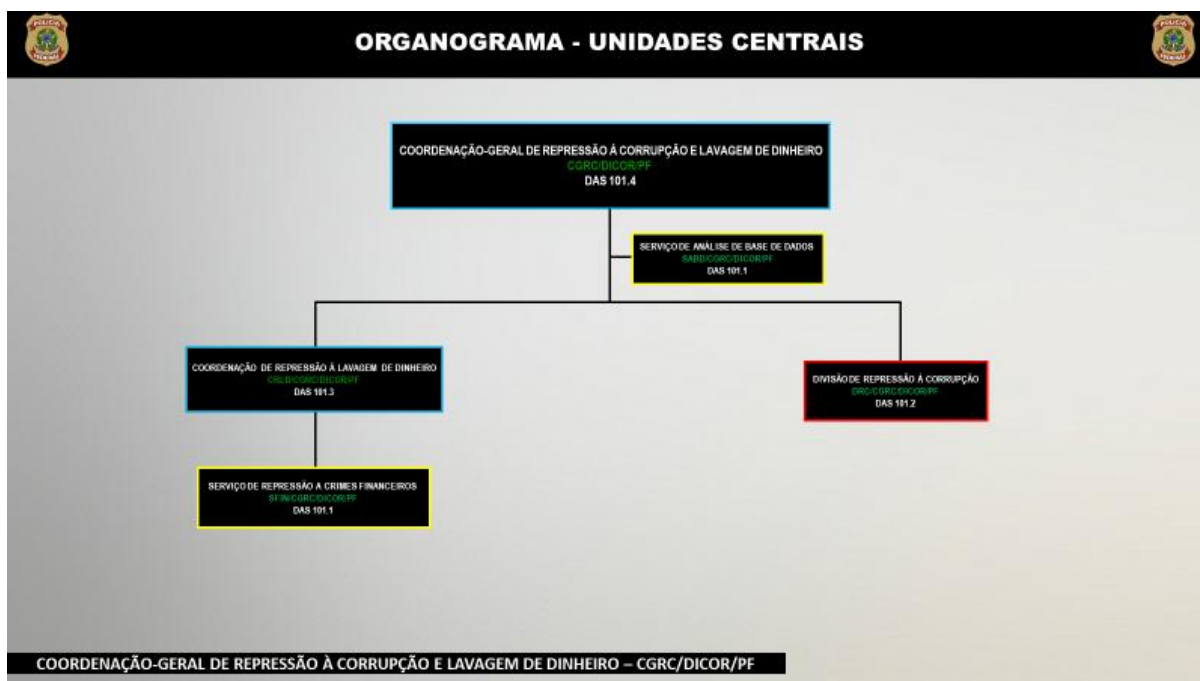 ORGANOGRAMA - UNIDADES CENTRAIS
COORDENAÇÃO-GERAL DE REPRESSÃO À CORRUPÇÃO E LAVAGEM DE DINHEIRO
CGRC/DICOR/PF
DAS 101.4
SERVIÇO DE ANÁLISE DE BASE DE DADOS
SABD/CGRC/DICOR/PF
DAS 101.1
COORDENAÇÃO DE REPRESSÃO À LAVAGEM DE DINHEIRO
CRLD/CGRC/DICOR/PF
DAS 101.3
DIVISÃO DE REPRESSÃO À CORRUPÇÃO
DRC/CGRC/DICOR/PF
DAS 101.2
SERVIÇO DE REPRESSÃO A CRIMES FINANCEIROS
SFIN/CGRC/DICOR/PF
DAS 101.1
COORDENAÇÃO-GERAL DE REPRESSÃO À CORRUPÇÃO E LAVAGEM DE DINHEIRO – CGRC/DICOR/PF